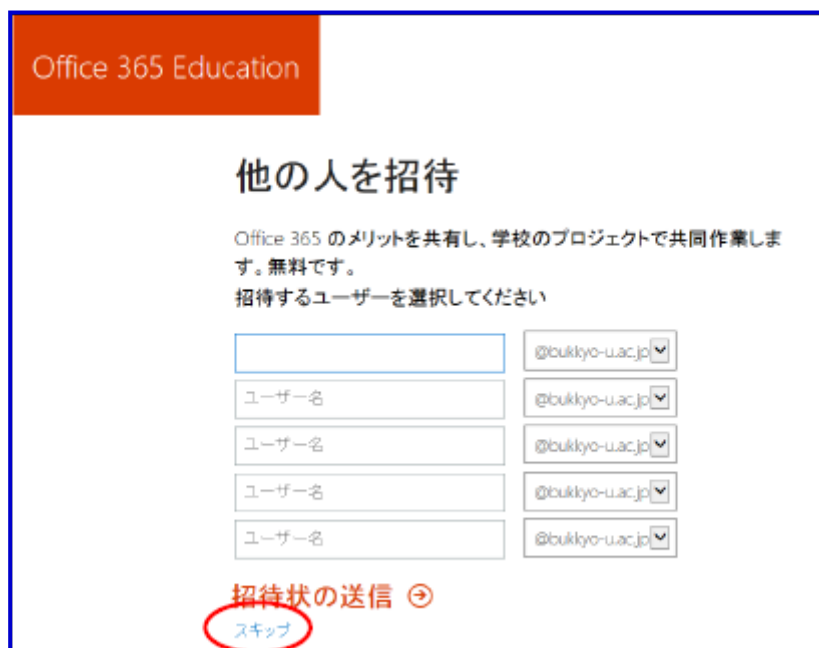 Office 365 Education
他の人を招待
Office 365 のメリットを共有し、学校のプロジェクトで共同作業しま
す。無料です。
招待するユーザーを選択してください
@bukkyo-u.ac.jp
ユーザー名 @bukkyo-u.ac.jp
ユーザー名 @bukkyo-u.ac.jp
ユーザー名 @bukkyo-u.ac.jp
ユーザー名 @bukkyo-u.ac.jp
招待状の送信
スキップ